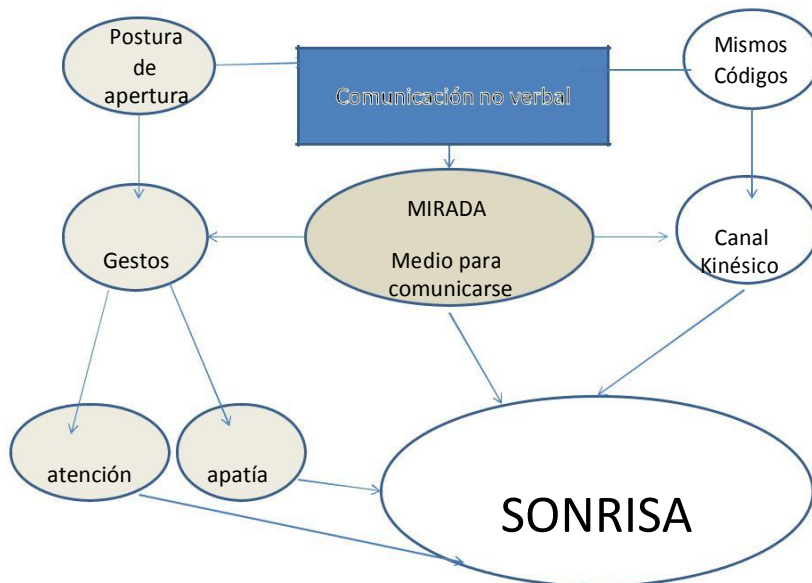 Postura
de
apertura
Comunicación no verbal
Mismos
Códigos
MIRADA
Medio para
comunicarse
Gestos
Canal
Kinésico
atención
apatía
SONRISA